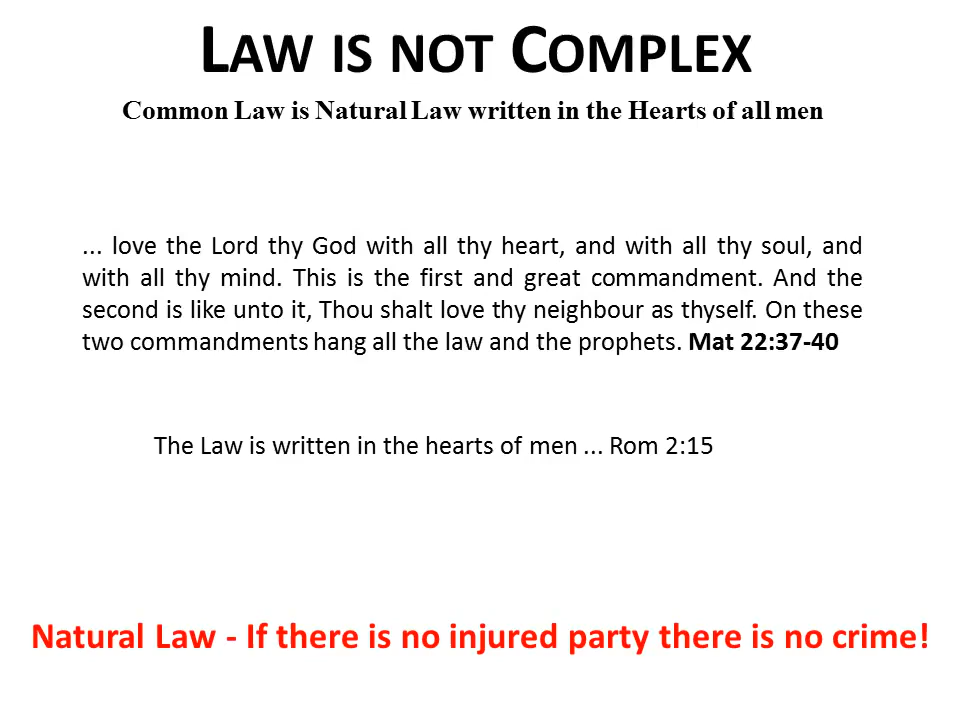 LAW IS NOT COMPLEX
Common Law is Natural Law written in the Hearts of all men
... love the Lord thy God with all thy heart, and with all thy soul, and
with all thy mind. This is the first and great commandment. And the
second is like unto it, Thou shalt love thy neighbour as thyself. On these
two commandments hang all the law and the prophets. Mat 22:37-40
The Law is written in the hearts of men ... Rom 2:15
Natural Law - If there is no injured party there is no crime!